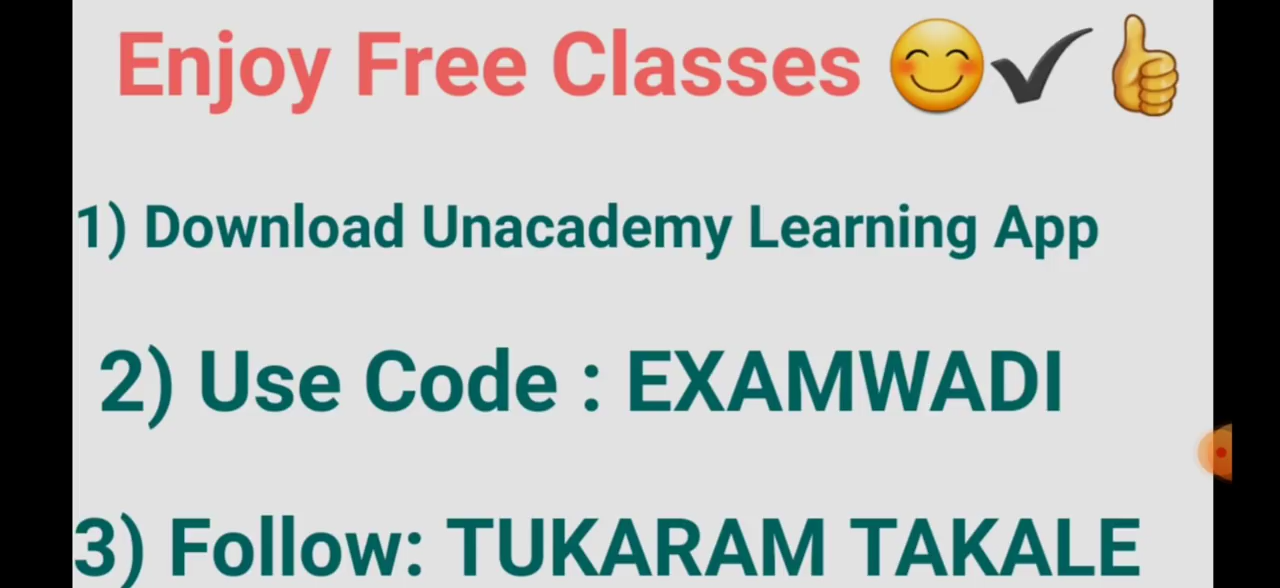 Enjoy Free Classes 😊✔️👍
1) Download Unacademy Learning App
2) Use Code : EXAMWADI
3) Follow: TUKARAM TAKALE